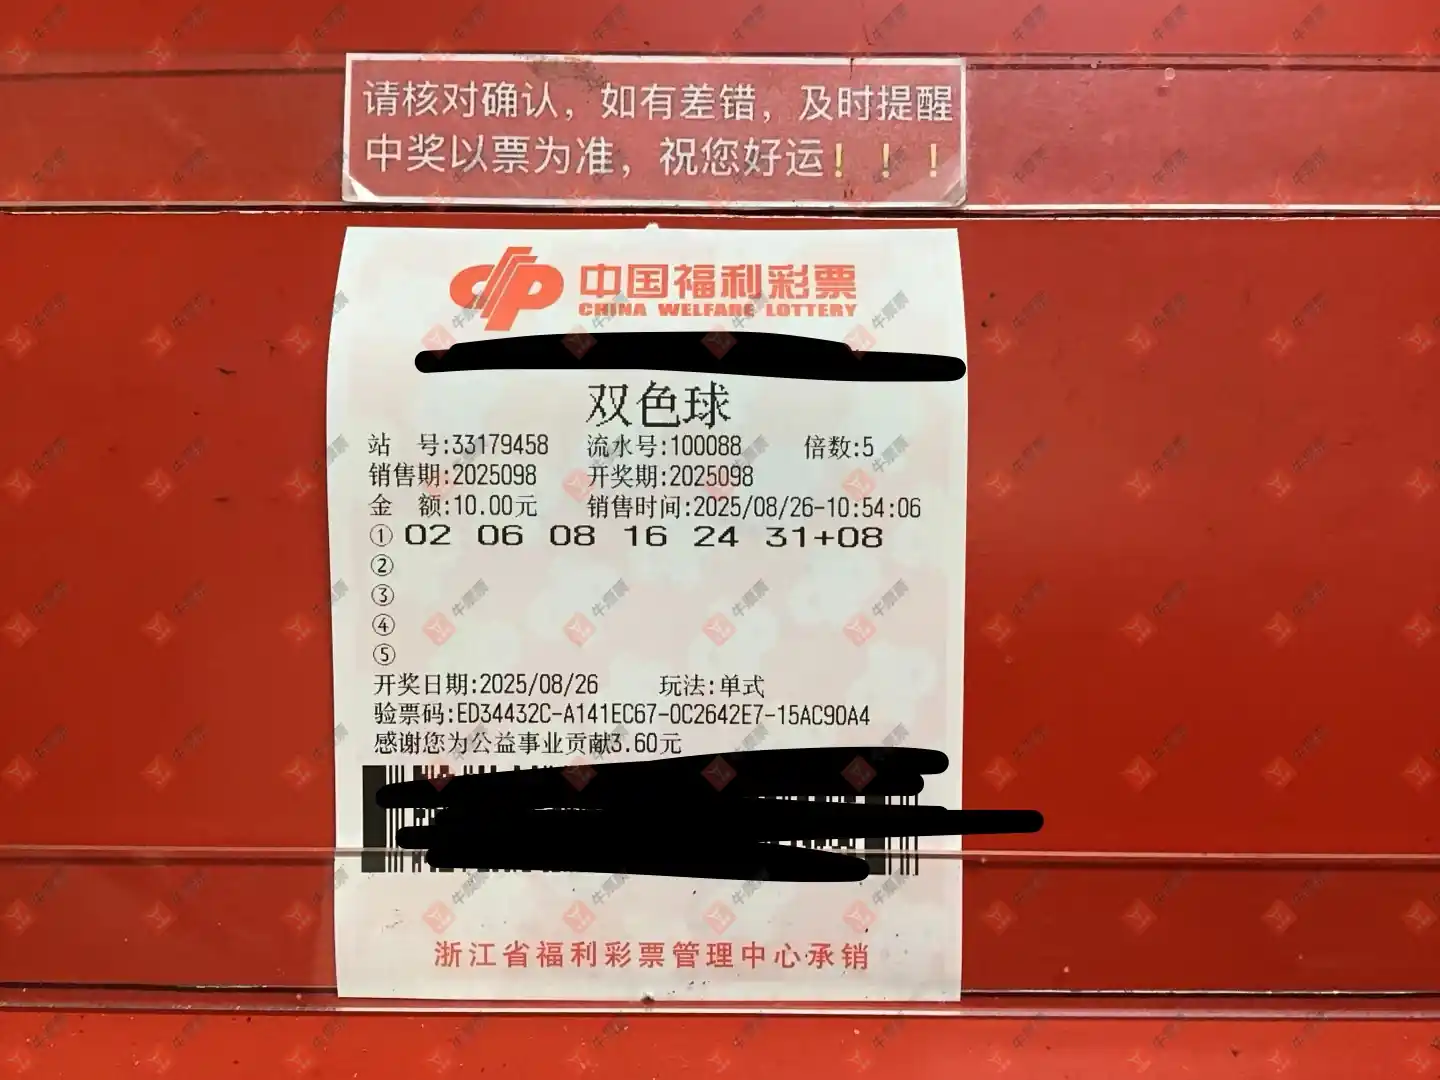 请核对确认，如有差错，及时提醒
中奖以票为准，祝您好运！！！
中国福利彩票
CHINA WELFARE LOTTERY
双色球
站 号:33179458 流水号:100088 倍数:5
销售期:2025098 开奖期:2025098
金 额:10.00元 销售时间:2025/08/26-10:54:06
① 02 06 08 16 24 31+08
②
③
④
⑤
开奖日期:2025/08/26 玩法:单式
验票码:ED34432C-A141EC67-0C2642E7-15AC90A4
感谢您为公益事业贡献3.60元
浙江省福利彩票管理中心承销
牛票票